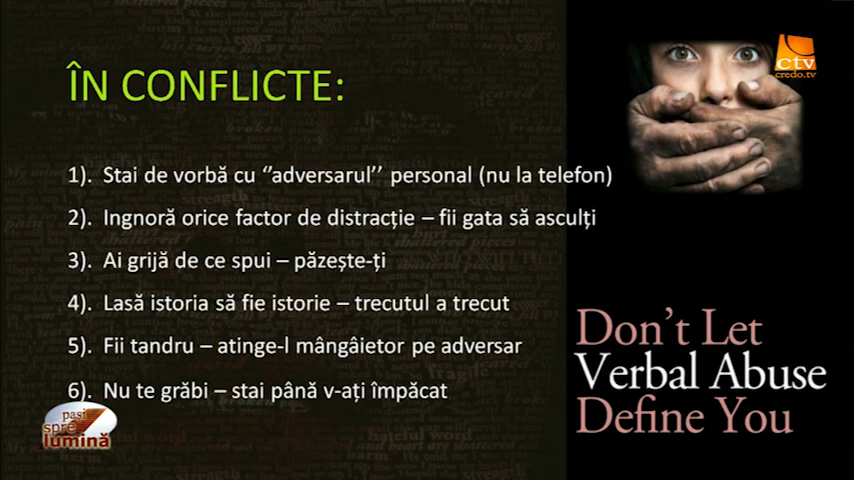 ÎN CONFLICTE:
1). Stai de vorbă cu ‘’adversarul’’ personal (nu la telefon)
2). Ingnoră orice factor de distracție – fii gata să asculți
3). Ai grijă de ce spui – păzește-ți
4). Lasă istoria să fie istorie – trecutul a trecut
5). Fii tandru – atinge-l mângâietor pe adversar
6). Nu te grăbi – stai până v-ați împăcat
ctv
credo.tv
Don't Let
Verbal Abuse
Define You
pași
spre
lumină